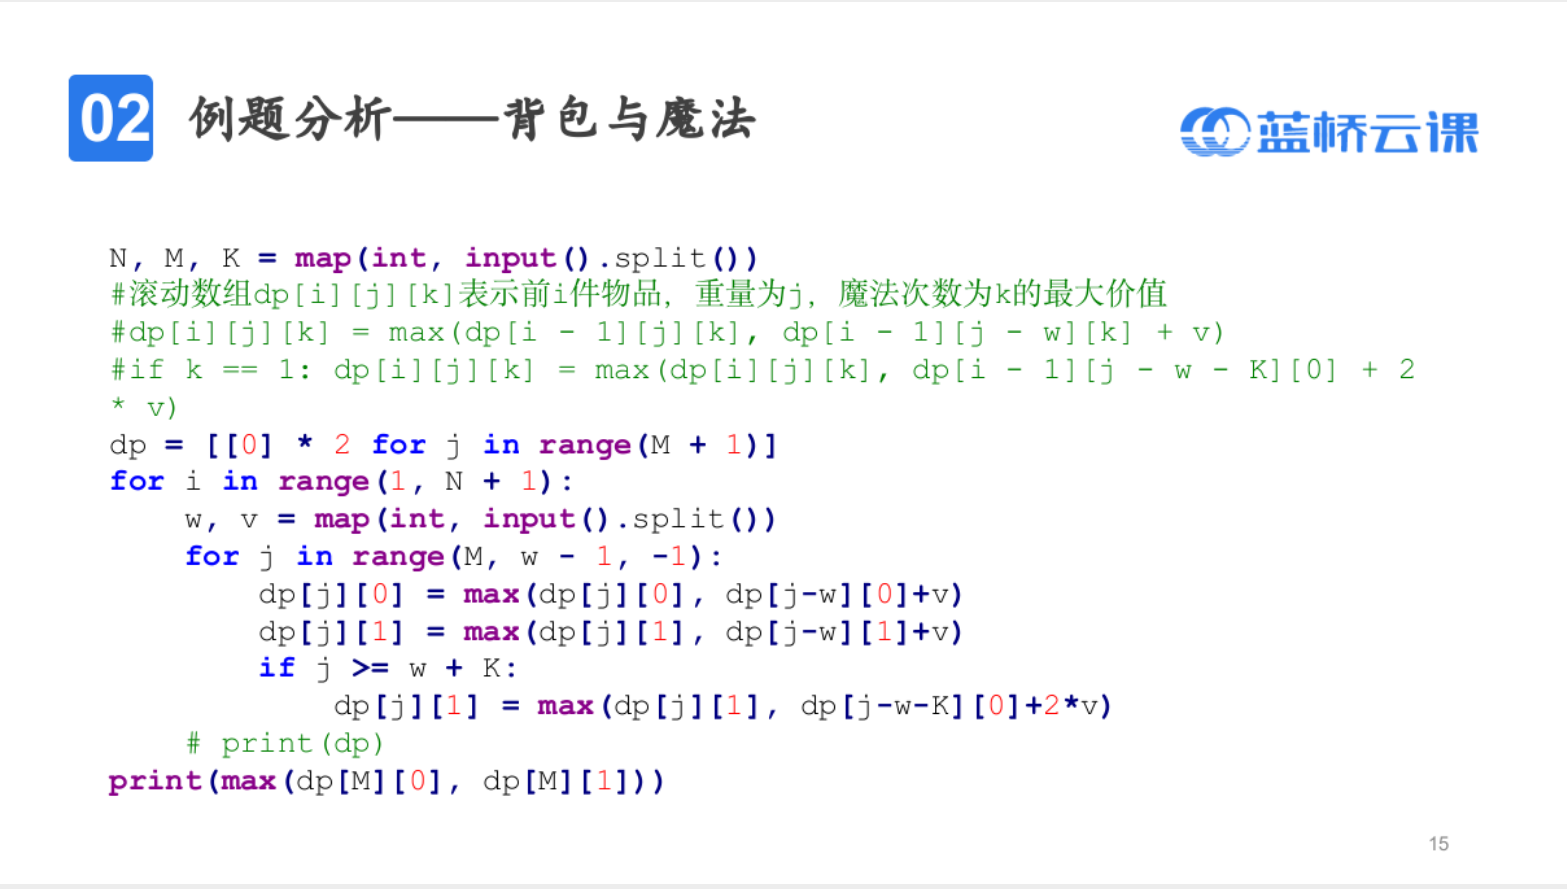 02 例题分析——背包与魔法
蓝桥云课
N, M, K = map(int, input().split())
#滚动数组dp[i][j][k]表示前i件物品，重量为j，魔法次数为k的最大价值
#dp[i][j][k] = max(dp[i - 1][j][k], dp[i - 1][j - w][k] + v)
#if k == 1: dp[i][j][k] = max(dp[i][j][k], dp[i - 1][j - w - K][0] + 2
* v)
dp = [[0] * 2 for j in range(M + 1)]
for i in range(1, N + 1):
    w, v = map(int, input().split())
    for j in range(M, w - 1, -1):
        dp[j][0] = max(dp[j][0], dp[j-w][0]+v)
        dp[j][1] = max(dp[j][1], dp[j-w][1]+v)
        if j >= w + K:
            dp[j][1] = max(dp[j][1], dp[j-w-K][0]+2*v)
    # print(dp)
print(max(dp[M][0], dp[M][1]))
15